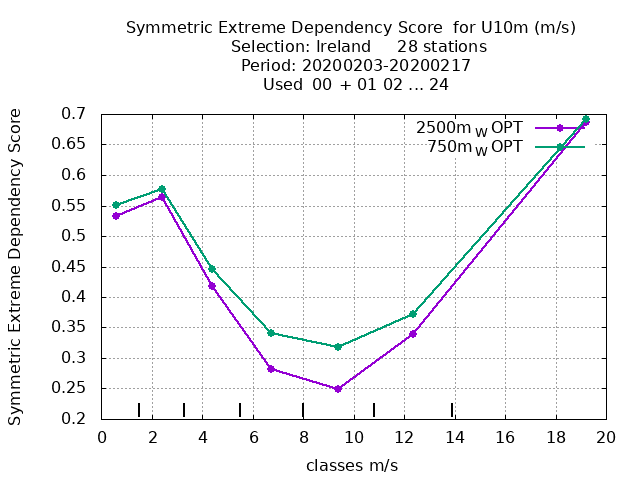 Symmetric Extreme Dependency Score for U10m (m/s)
Selection: Ireland 28 stations
Period: 20200203-20200217
Used 00 + 01 02 ... 24
Symmetric Extreme Dependency Score
0.7
0.65
0.6
0.55
0.5
0.45
0.4
0.35
0.3
0.25
0.2
2500m W OPT
750m W OPT
0 2 4 6 8 10 12 14 16 18 20
classes m/s